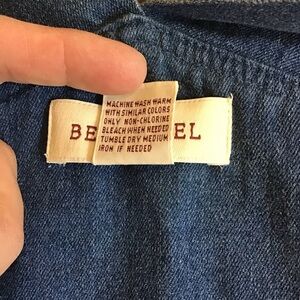 MACHINE WASH WARM
WITH SIMILAR COLORS
ONLY NON-CHLORINE
BLEACH WHEN NEEDED
TUMBLE DRY MEDIUM
IRON IF NEEDED
BE EL